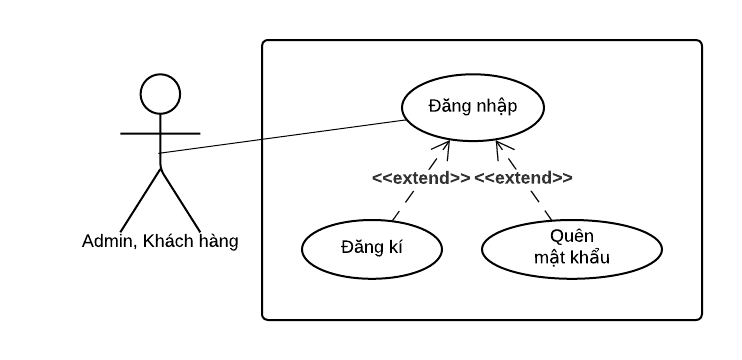 Đăng nhập
<<extend>> <<extend>>
Admin, Khách hàng
Đăng kí
Quên
mật khẩu